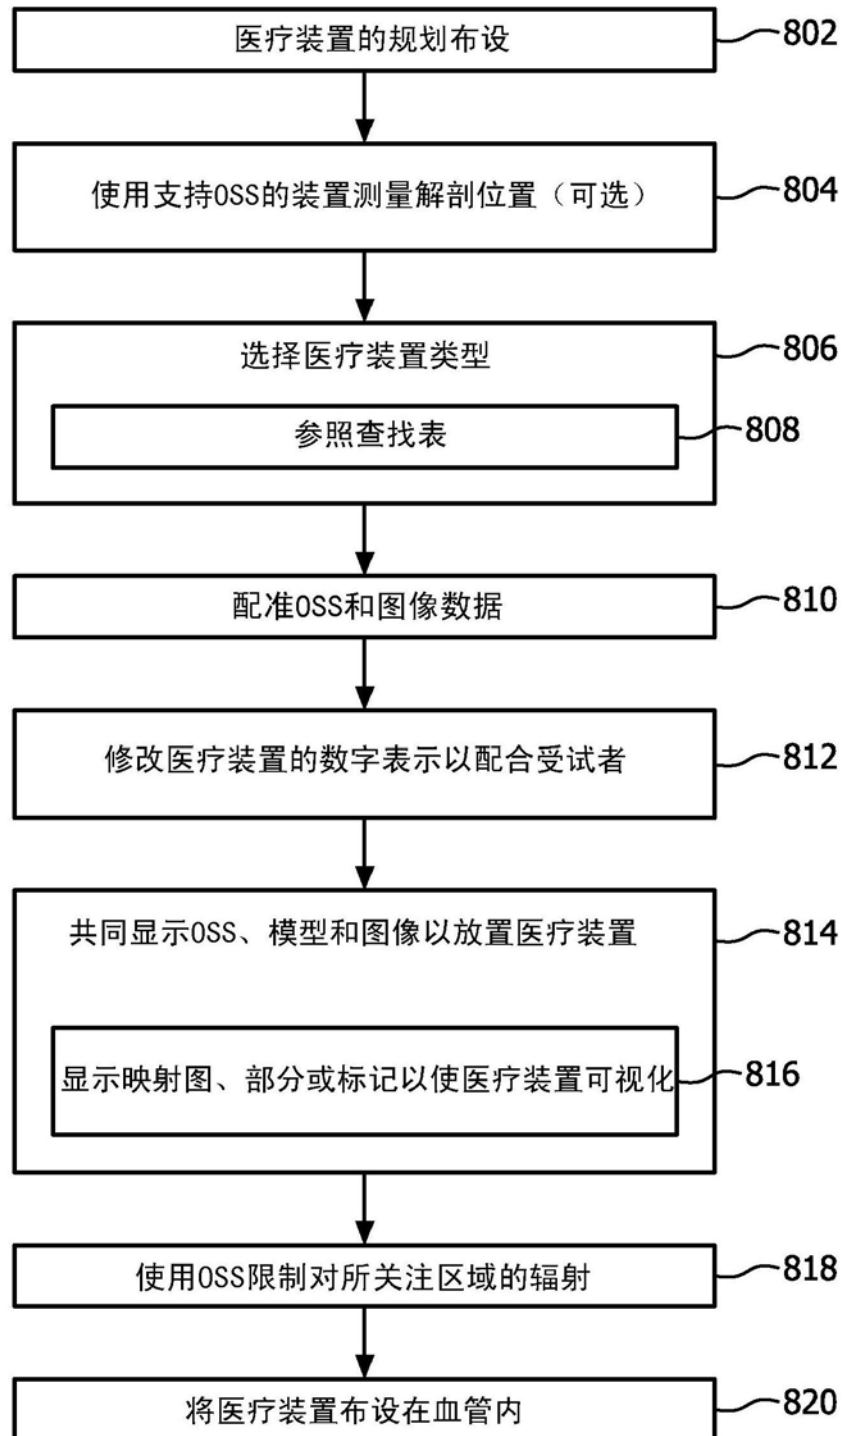 医疗装置的规划布设 802
使用支持OSS的装置测量解剖位置（可选） 804
选择医疗装置类型 806
参照查找表 808
配准OSS和图像数据 810
修改医疗装置的数字表示以配合受试者 812
共同显示OSS、模型和图像以放置医疗装置 814
显示映射图、部分或标记以使医疗装置可视化 816
使用OSS限制对所关注区域的辐射 818
将医疗装置布设在血管内 820